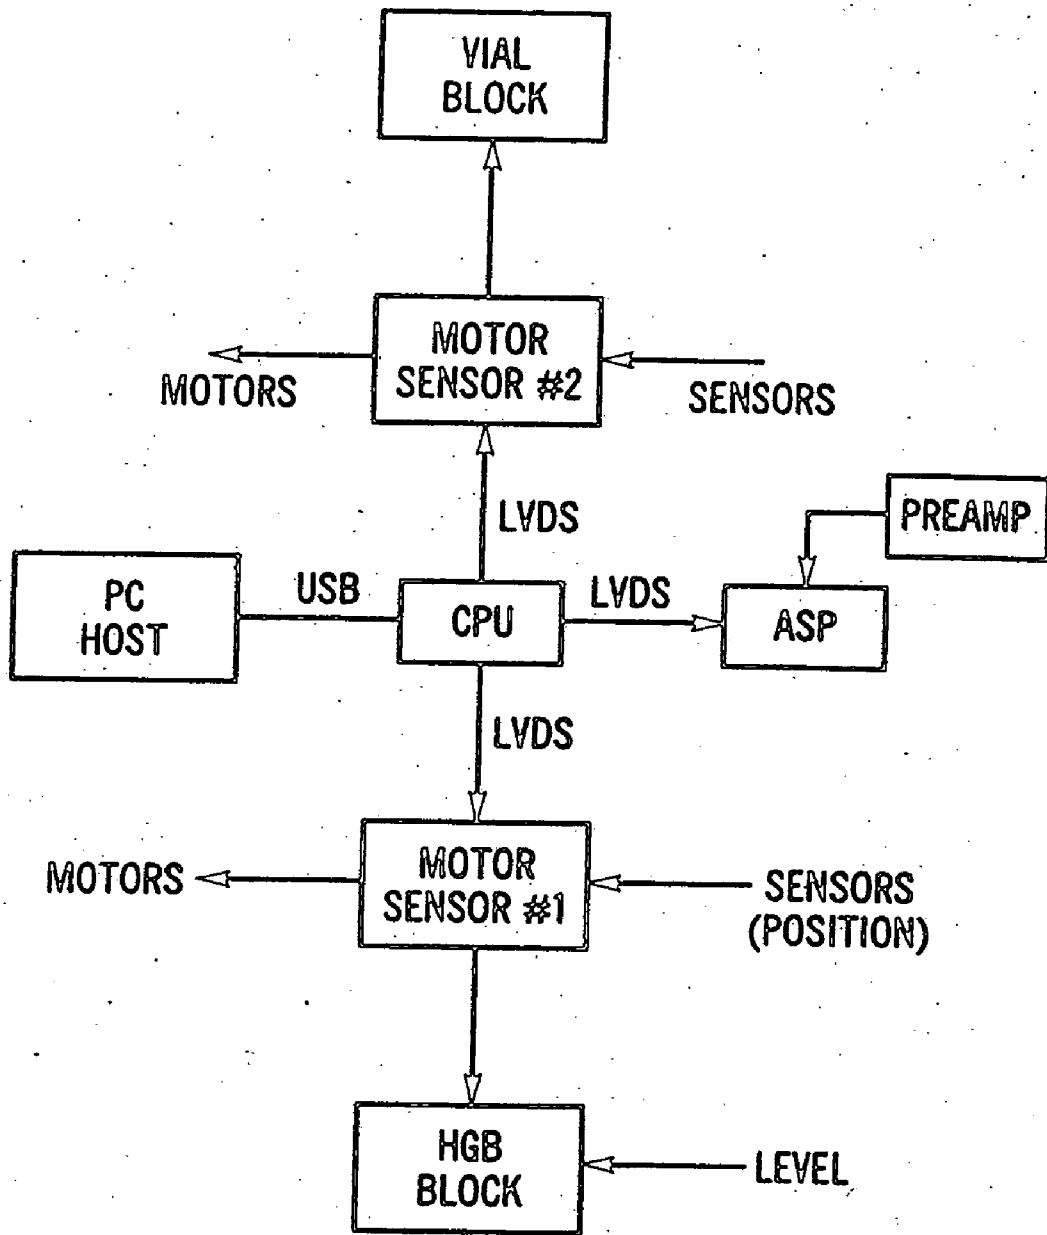 VIAL
BLOCK
MOTOR
SENSOR #2
MOTORS
SENSORS
LVDS
PREAMP
PC
HOST
USB
CPU
LVDS
ASP
LVDS
MOTORS
MOTOR
SENSOR #1
SENSORS
(POSITION)
HGB
BLOCK
LEVEL